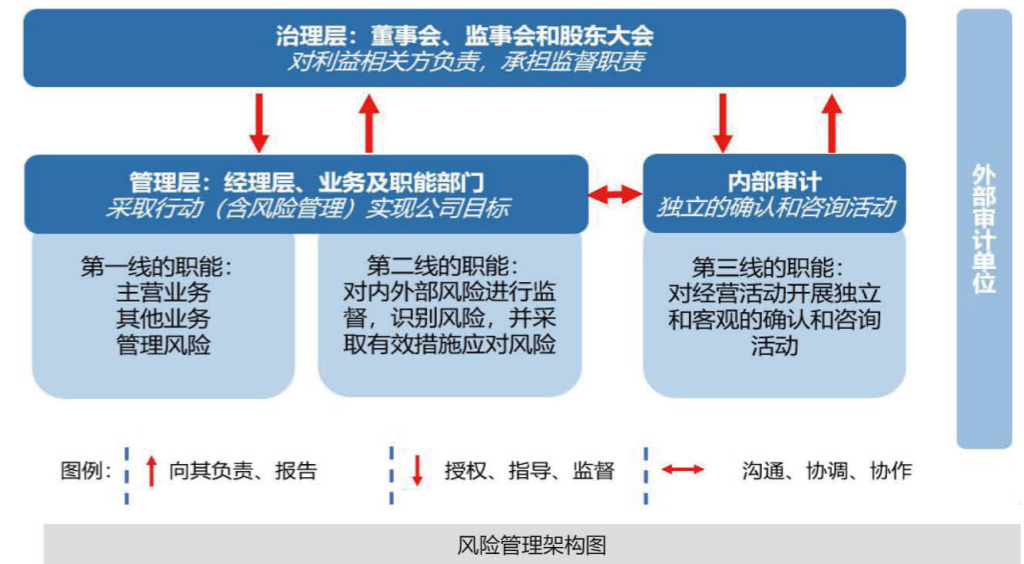 治理层：董事会、监事会和股东大会
对利益相关方负责，承担监督职责
管理层：经理层、业务及职能部门
采取行动（含风险管理）实现公司目标
内部审计
独立的确认和咨询活动
第一线的职能：
主营业务
其他业务
管理风险
第二线的职能：
对内外部风险进行监
督，识别风险，并采
取有效措施应对风险
第三线的职能：
对经营活动开展独立
和客观的确认和咨询
活动
外部审计单位
图例：
向其负责、报告
授权、指导、监督
沟通、协调、协作
风险管理架构图